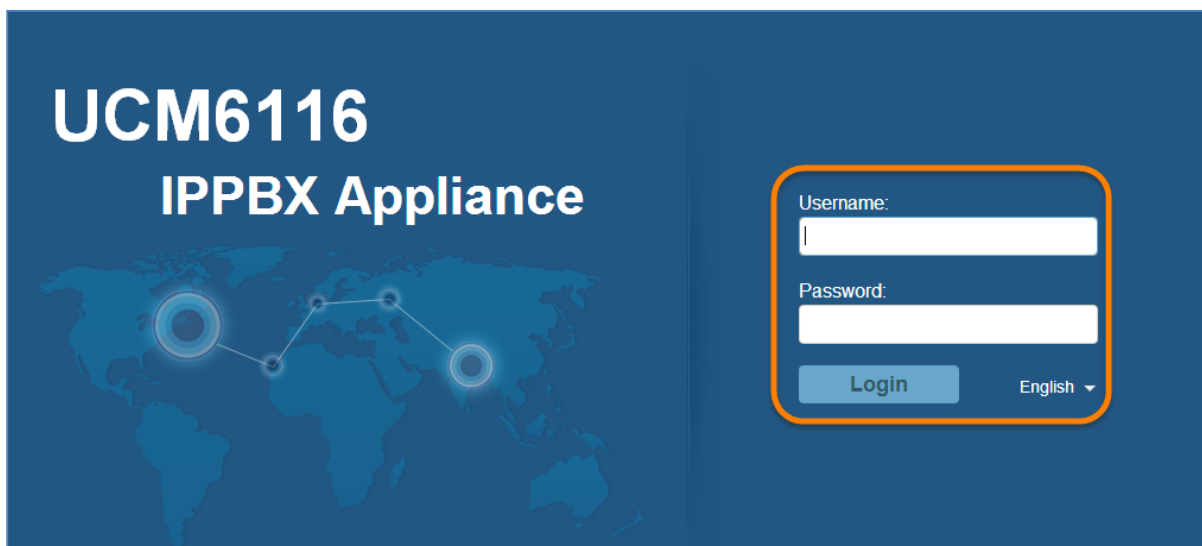 UCM6116
IPPBX Appliance
Username:
Password:
Login
English